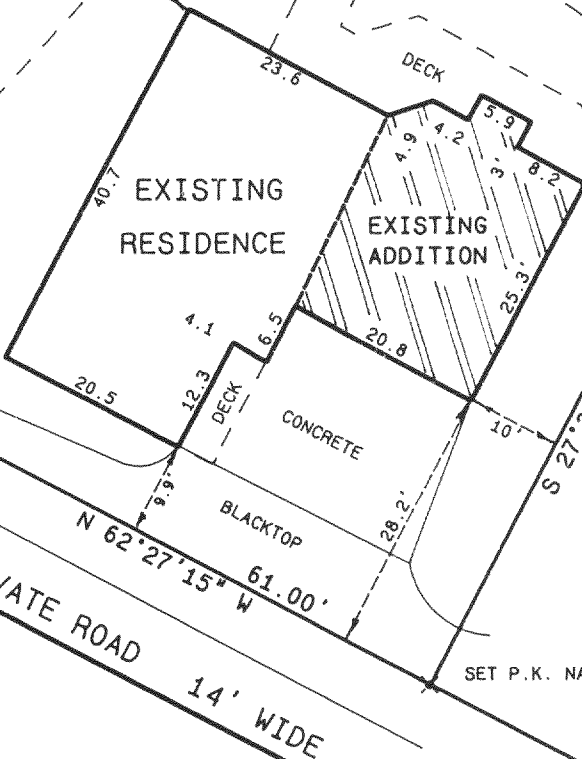 23.6
DECK
5.9
4.2
4.9
3'
8.2
40.7
EXISTING
RESIDENCE
EXISTING
ADDITION
25.3'
4.1
6.5
20.8
20.5
12.3
DECK
CONCRETE
10'
S 27°
9.9'
BLACKTOP
28.2'
N 62°27'15" W
61.00'
VATE ROAD
14' WIDE
SET P.K. NA